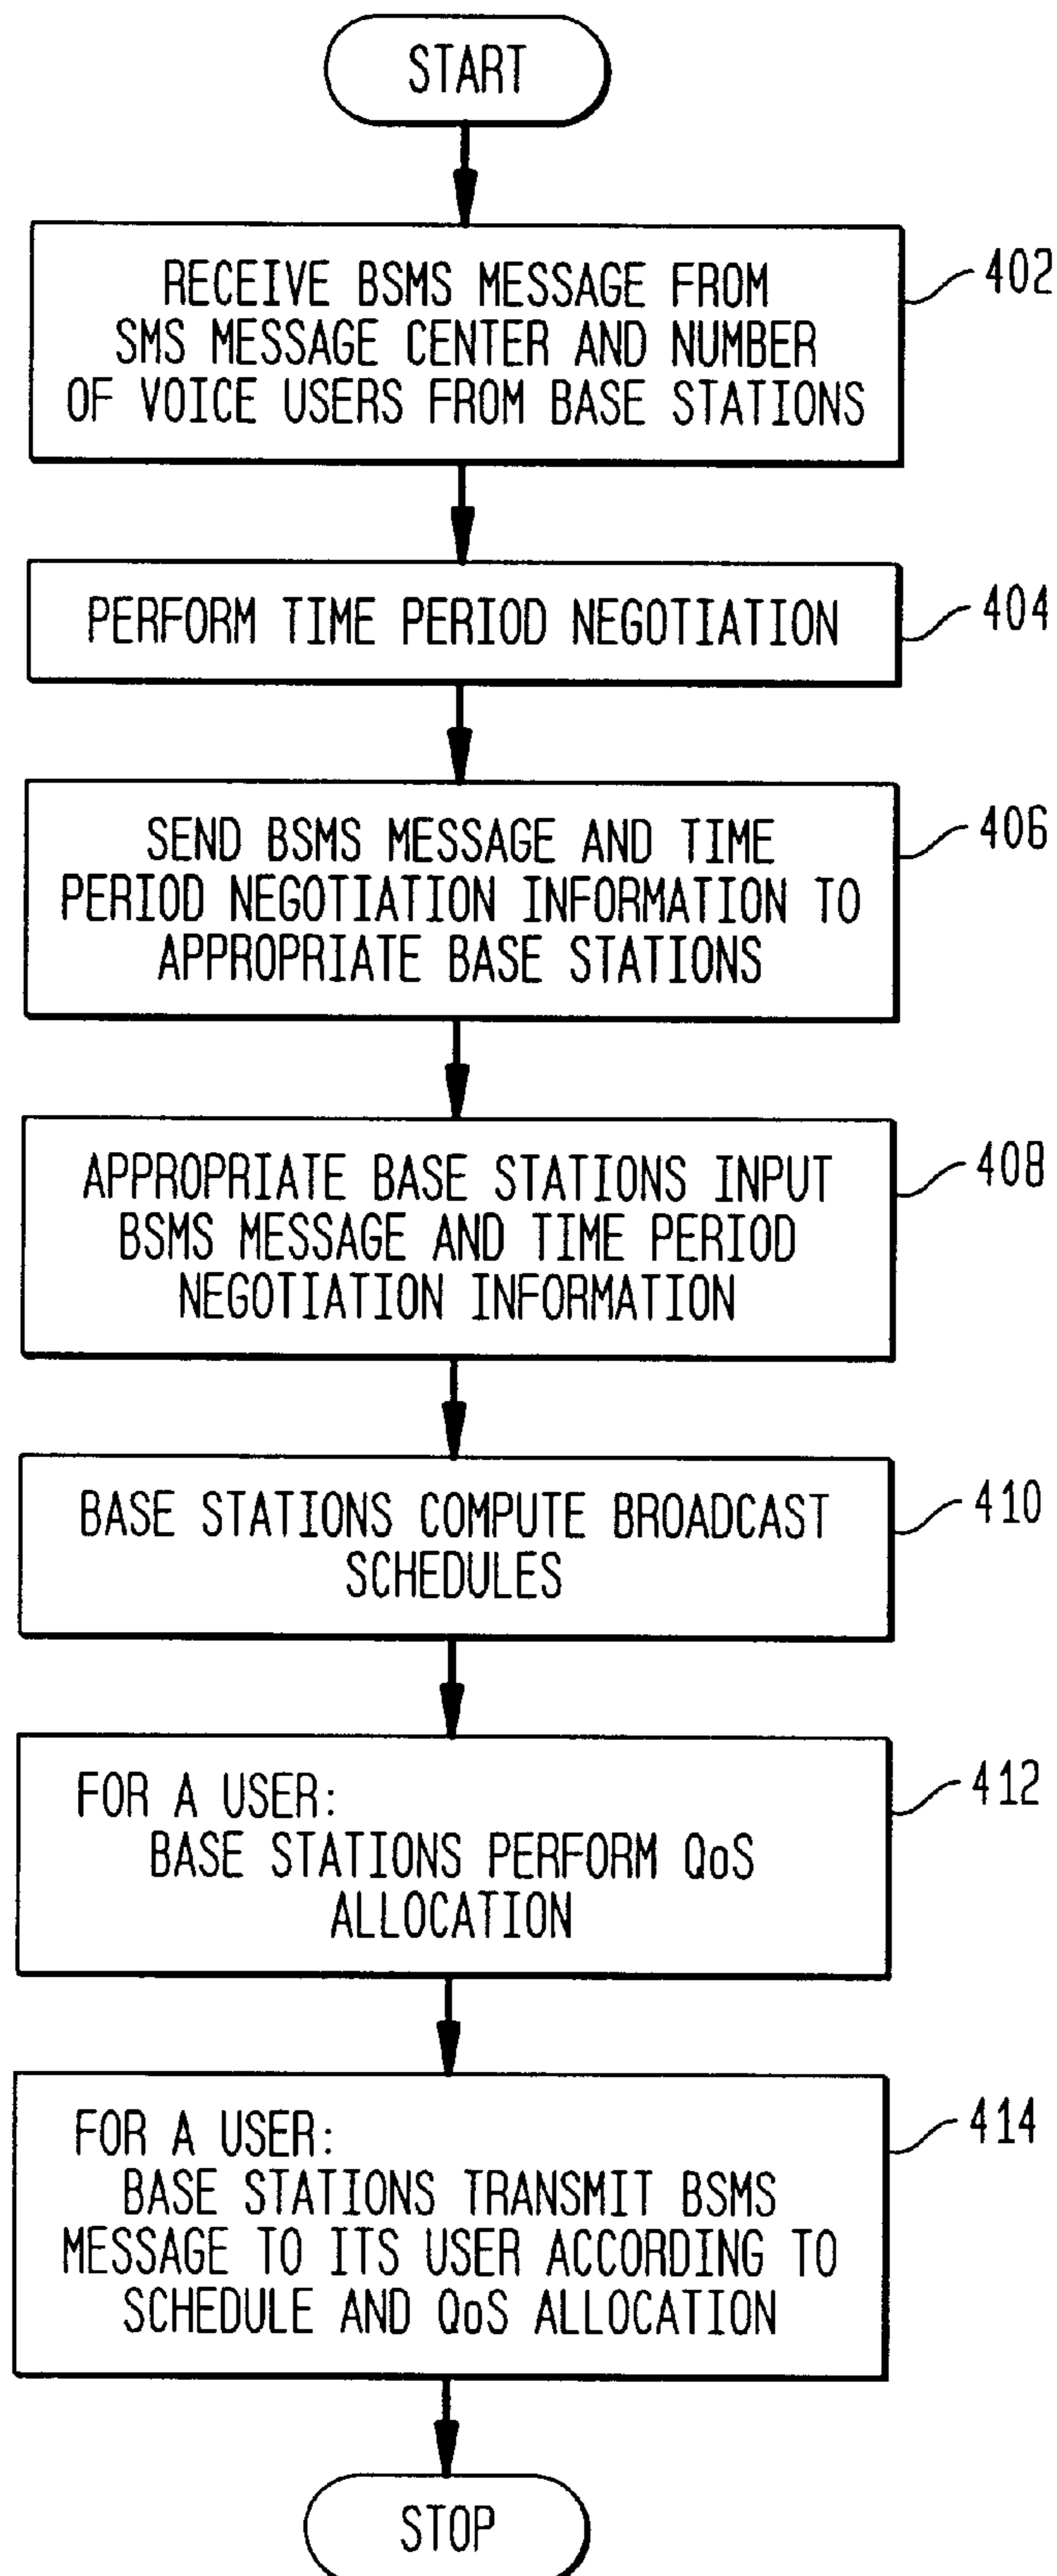 START
RECEIVE BSMS MESSAGE FROM
SMS MESSAGE CENTER AND NUMBER
OF VOICE USERS FROM BASE STATIONS
402
PERFORM TIME PERIOD NEGOTIATION
404
SEND BSMS MESSAGE AND TIME
PERIOD NEGOTIATION INFORMATION TO
APPROPRIATE BASE STATIONS
406
APPROPRIATE BASE STATIONS INPUT
BSMS MESSAGE AND TIME PERIOD
NEGOTIATION INFORMATION
408
BASE STATIONS COMPUTE BROADCAST
SCHEDULES
410
FOR A USER:
BASE STATIONS PERFORM QoS
ALLOCATION
412
FOR A USER:
BASE STATIONS TRANSMIT BSMS
MESSAGE TO ITS USER ACCORDING TO
SCHEDULE AND QoS ALLOCATION
414
STOP